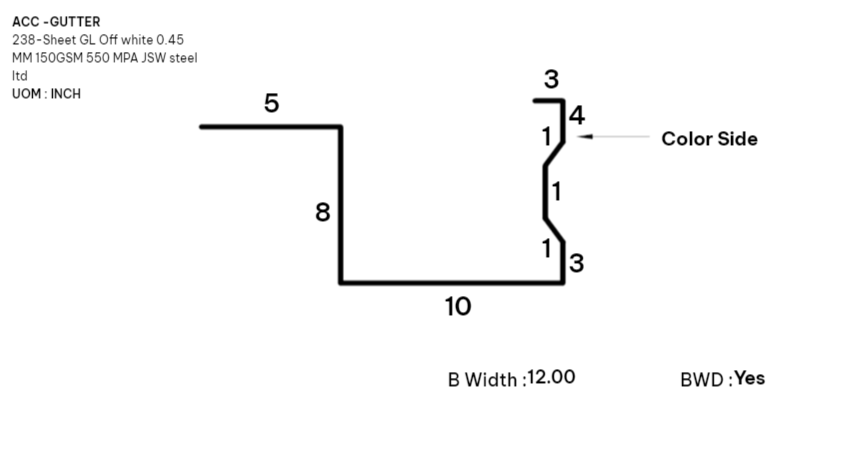 ACC -GUTTER
238-Sheet GL Off white 0.45
MM 150GSM 550 MPA JSW steel
ltd
UOM : INCH
3
5
4
1
Color Side
1
8
1
3
10
B Width :12.00
BWD :Yes